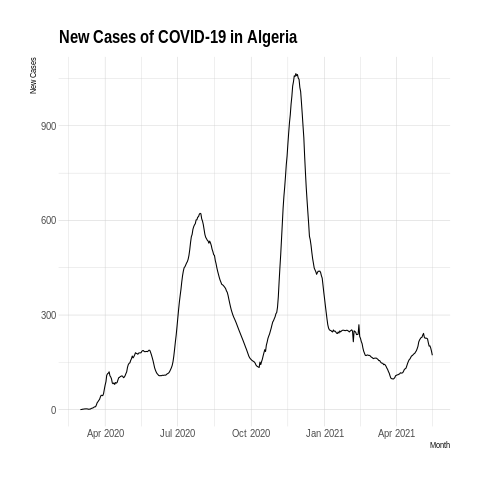 New Cases of COVID-19 in Algeria
New Cases
900
600
300
0
Apr 2020
Jul 2020
Oct 2020
Jan 2021
Apr 2021
Month